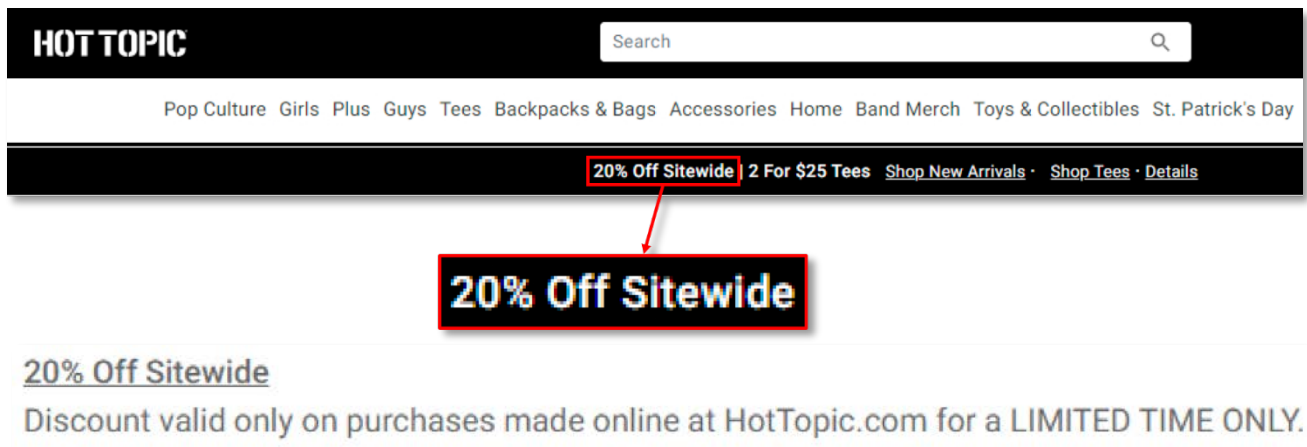 HOT TOPIC
Search
Pop Culture Girls Plus Guys Tees Backpacks & Bags Accessories Home Band Merch Toys & Collectibles St. Patrick's Day
20% Off Sitewide | 2 For $25 Tees Shop New Arrivals · Shop Tees · Details
20% Off Sitewide
20% Off Sitewide
Discount valid only on purchases made online at HotTopic.com for a LIMITED TIME ONLY.